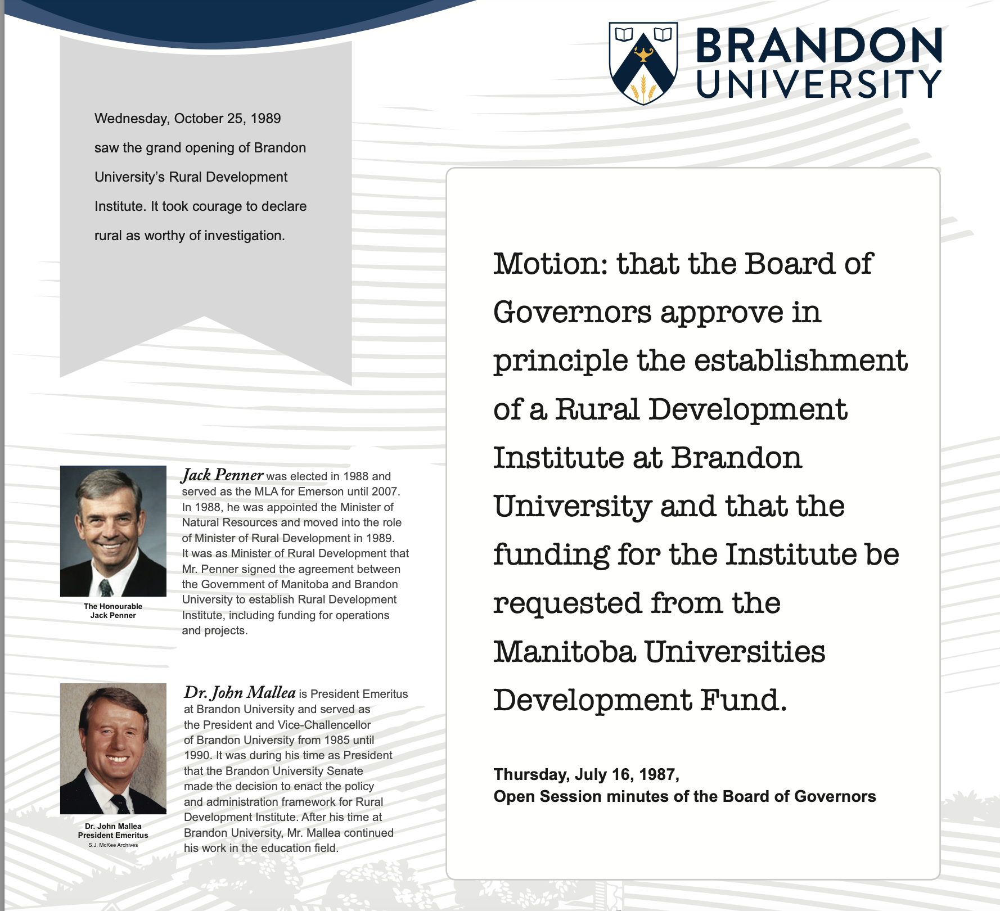 BRANDON
UNIVERSITY
Wednesday, October 25, 1989
saw the grand opening of Brandon
University’s Rural Development
Institute. It took courage to declare
rural as worthy of investigation.
Jack Penner was elected in 1988 and
served as the MLA for Emerson until 2007.
In 1988, he was appointed the Minister of
Natural Resources and moved into the role
of Minister of Rural Development in 1989.
It was as Minister of Rural Development that
Mr. Penner signed the agreement between
the Government of Manitoba and Brandon
University to establish Rural Development
Institute, including funding for operations
and projects.
The Honourable
Jack Penner
Dr. John Mallea is President Emeritus
at Brandon University and served as
the President and Vice-Challencellor
of Brandon University from 1985 until
1990. It was during his time as President
that the Brandon University Senate
made the decision to enact the policy
and administration framework for Rural
Development Institute. After his time at
Brandon University, Mr. Mallea continued
his work in the education field.
Dr. John Mallea
President Emeritus
S.J. McKee Archives
Motion: that the Board of
Governors approve in
principle the establishment
of a Rural Development
Institute at Brandon
University and that the
funding for the Institute be
requested from the
Manitoba Universities
Development Fund.
Thursday, July 16, 1987,
Open Session minutes of the Board of Governors